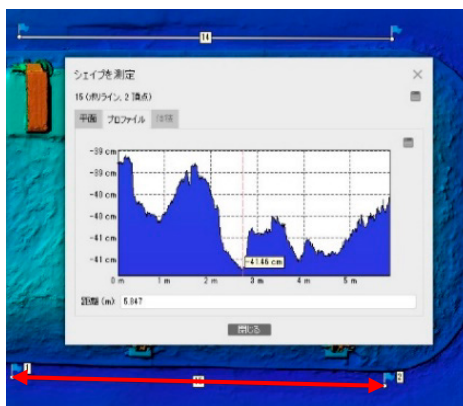 14
シェイプを測定
15 (ポリライン, 2 頂点)
平面 プロファイル 体積
-39 cm
-39 cm
-40 cm
-40 cm
-41 cm
-41 cm
-41.46 cm
0 m 1 m 2 m 3 m 4 m 5 m
距離 (m) 5.847
閉じる
1
2